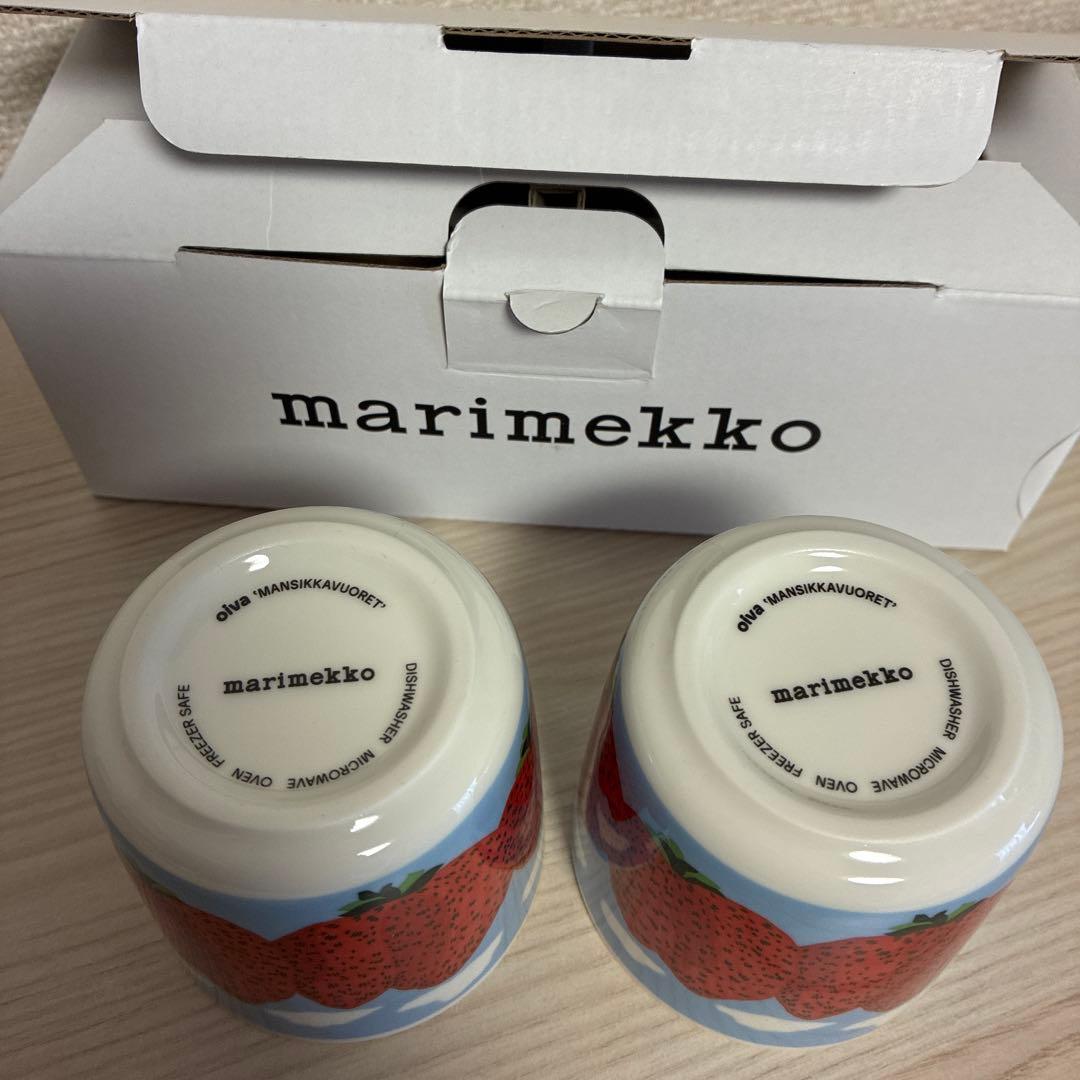 marimekko
oiva 'MANSIKKAVUORET'
marimekko
DISHWASHER MICROWAVE OVEN FREEZER SAFE
oiva 'MANSIKKAVUORET'
marimekko
DISHWASHER MICROWAVE OVEN FREEZER SAFE